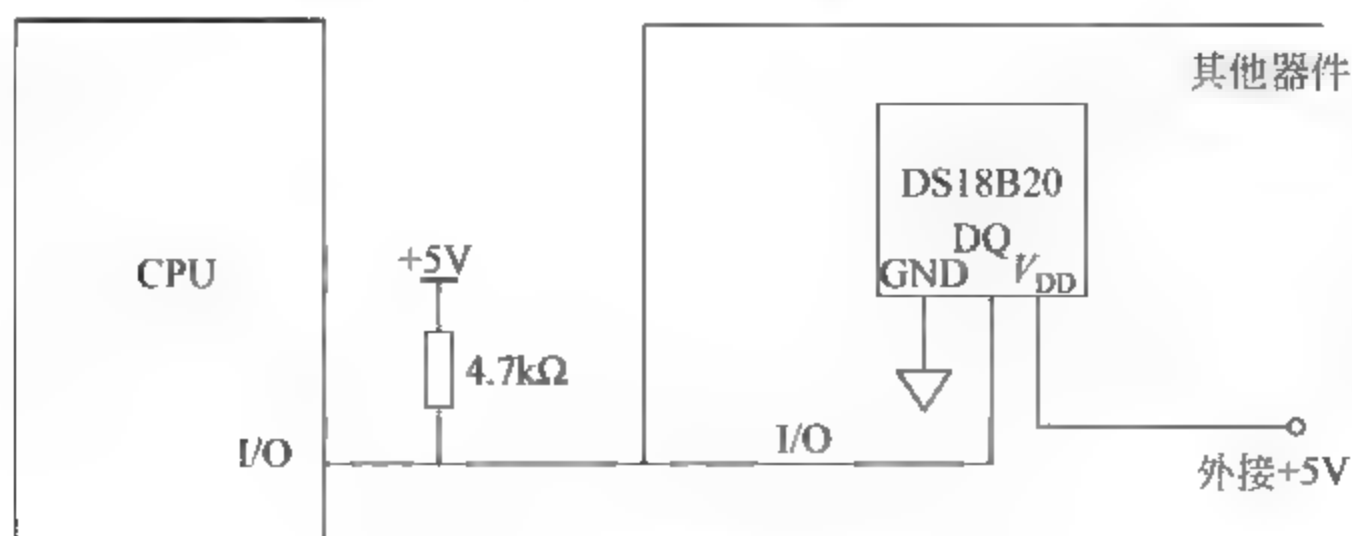 其他器件
DS18B20
DQ
GND
VDD
CPU
+5V
4.7kΩ
I/O
I/O
外接+5V